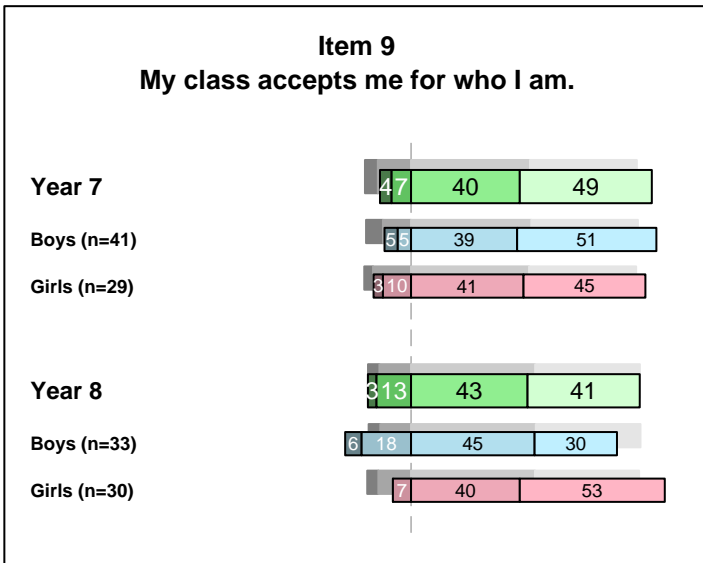 Item 9
My class accepts me for who I am.
Year 7 4 7 40 49
Boys (n=41) 5 5 39 51
Girls (n=29) 3 10 41 45
Year 8 3 13 43 41
Boys (n=33) 6 18 45 30
Girls (n=30) 7 40 53